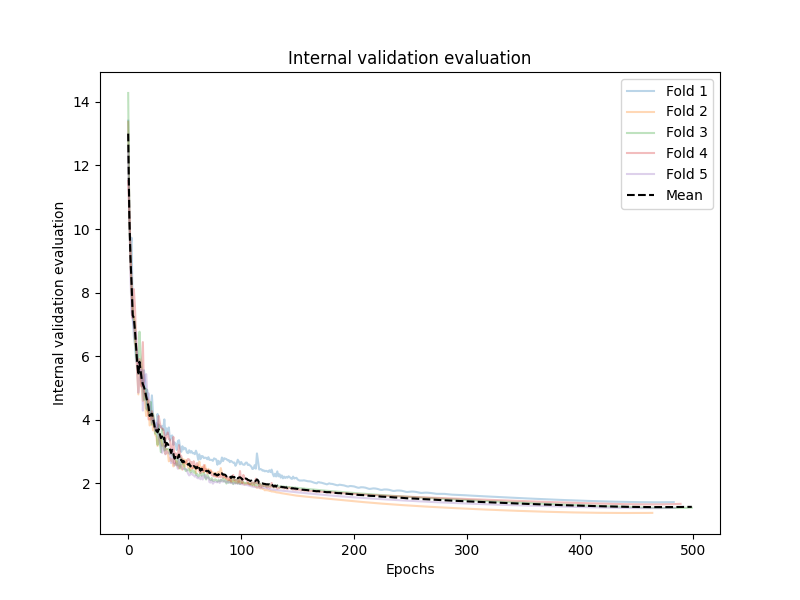 Internal validation evaluation
Fold 1
Fold 2
Fold 3
Fold 4
Fold 5
Mean
Internal validation evaluation
14
12
10
8
6
4
2
0
100
200
300
400
500
Epochs